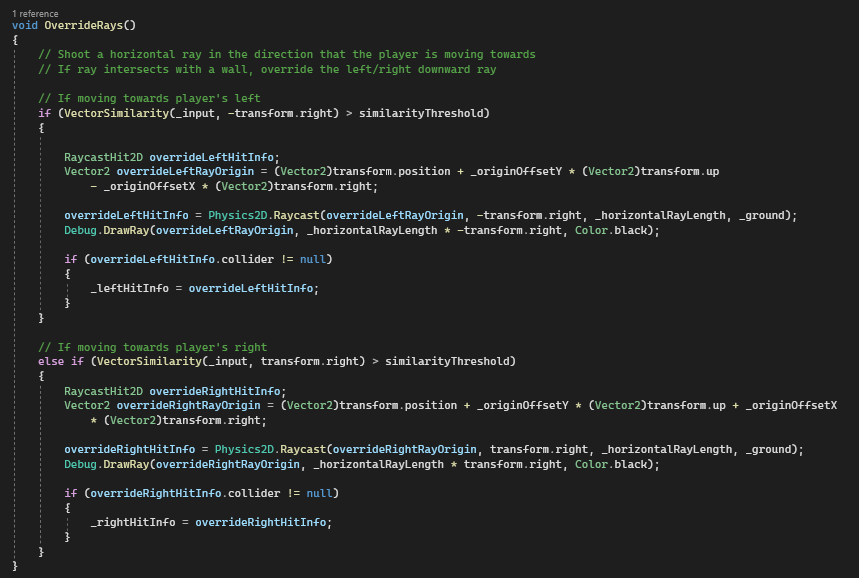 1 reference
void OverrideRays()
{
// Shoot a horizontal ray in the direction that the player is moving towards
// If ray intersects with a wall, override the left/right downward ray
// If moving towards player's left
if (VectorSimilarity(_input, -transform.right) > similarityThreshold)
{
RaycastHit2D overrideLeftHitInfo;
Vector2 overrideLeftRayOrigin = (Vector2)transform.position + _originOffsetY * (Vector2)transform.up
- _originOffsetX * (Vector2)transform.right;
overrideLeftHitInfo = Physics2D.Raycast(overrideLeftRayOrigin, -transform.right, _horizontalRayLength, _ground);
Debug.DrawRay(overrideLeftRayOrigin, _horizontalRayLength * -transform.right, Color.black);
if (overrideLeftHitInfo.collider != null)
{
_leftHitInfo = overrideLeftHitInfo;
}
}
// If moving towards player's right
else if (VectorSimilarity(_input, transform.right) > similarityThreshold)
{
RaycastHit2D overrideRightHitInfo;
Vector2 overrideRightRayOrigin = (Vector2)transform.position + _originOffsetY * (Vector2)transform.up + _originOffsetX
* (Vector2)transform.right;
overrideRightHitInfo = Physics2D.Raycast(overrideRightRayOrigin, transform.right, _horizontalRayLength, _ground);
Debug.DrawRay(overrideRightRayOrigin, _horizontalRayLength * transform.right, Color.black);
if (overrideRightHitInfo.collider != null)
{
_rightHitInfo = overrideRightHitInfo;
}
}
}